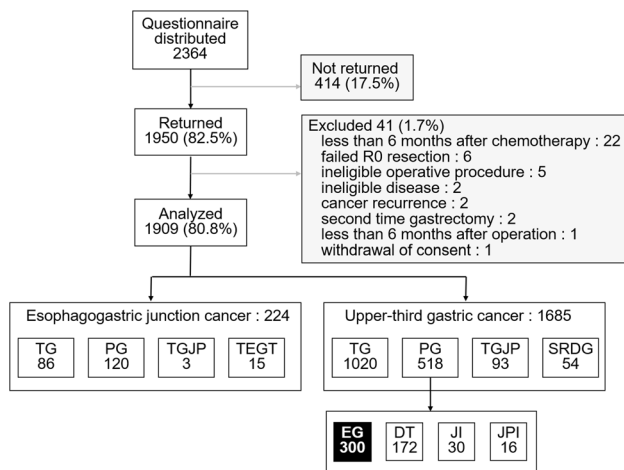 Questionnaire
distributed
2364
Not returned
414 (17.5%)
Returned
1950 (82.5%)
Excluded 41 (1.7%)
less than 6 months after chemotherapy : 22
failed R0 resection : 6
ineligible operative procedure : 5
ineligible disease : 2
cancer recurrence : 2
second time gastrectomy : 2
less than 6 months after operation : 1
withdrawal of consent : 1
Analyzed
1909 (80.8%)
Esophagogastric junction cancer : 224
TG
86
PG
120
TGJP
3
TEGT
15
Upper-third gastric cancer : 1685
TG
1020
PG
518
TGJP
93
SRDG
54
EG
300
DT
172
JI
30
JPI
16